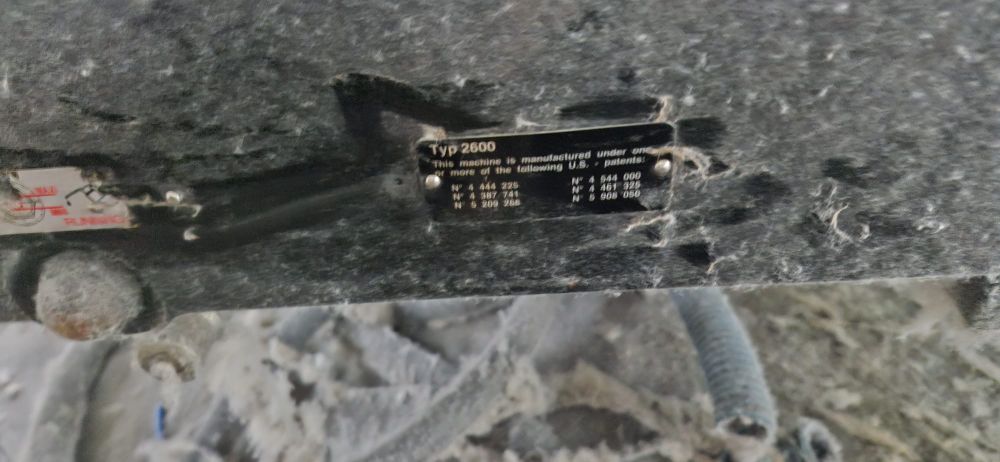 Typ 2600
This machine is manufactured under one
or more of the following U.S. - patents:
N° 4 444 225 N° 4 544 000
N° 4 387 741 N° 4 461 325
N° 5 209 266 N° 5 908 050